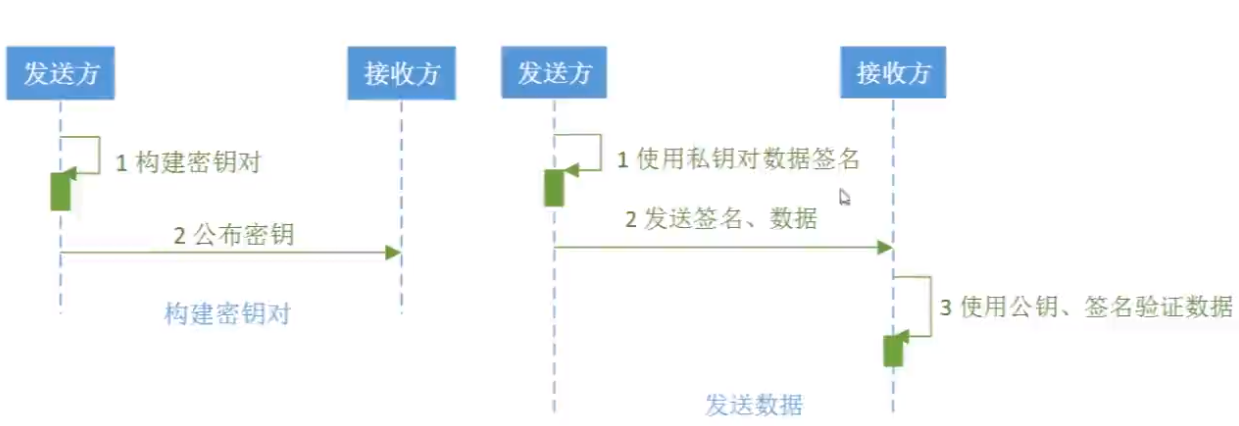 发送方
接收方
1 构建密钥对
2 公布密钥
构建密钥对
发送方
接收方
1 使用私钥对数据签名
2 发送签名、数据
3 使用公钥、签名验证数据
发送数据